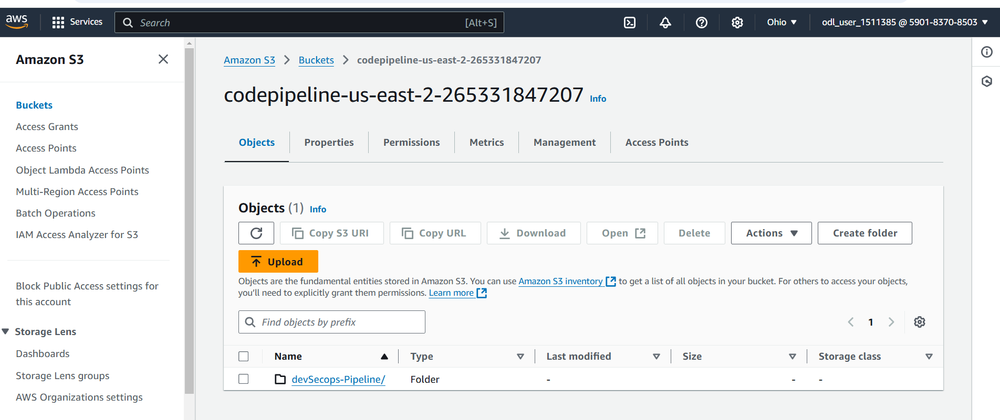 aws Services Search [Alt+S] Ohio odl_user_1511385 @ 5901-8370-8503
Amazon S3
Buckets
Access Grants
Access Points
Object Lambda Access Points
Multi-Region Access Points
Batch Operations
IAM Access Analyzer for S3
Block Public Access settings for
this account
Storage Lens
Dashboards
Storage Lens groups
AWS Organizations settings
Amazon S3 Buckets codepipeline-us-east-2-265331847207
codepipeline-us-east-2-265331847207 Info
Objects Properties Permissions Metrics Management Access Points
Objects (1) Info
Copy S3 URI Copy URL Download Open Delete Actions Create folder
Upload
Objects are the fundamental entities stored in Amazon S3. You can use Amazon S3 inventory to get a list of all objects in your bucket. For others to access your objects,
you’ll need to explicitly grant them permissions. Learn more
Find objects by prefix 1
Name Type Last modified Size Storage class
devSecops-Pipeline/ Folder - - -